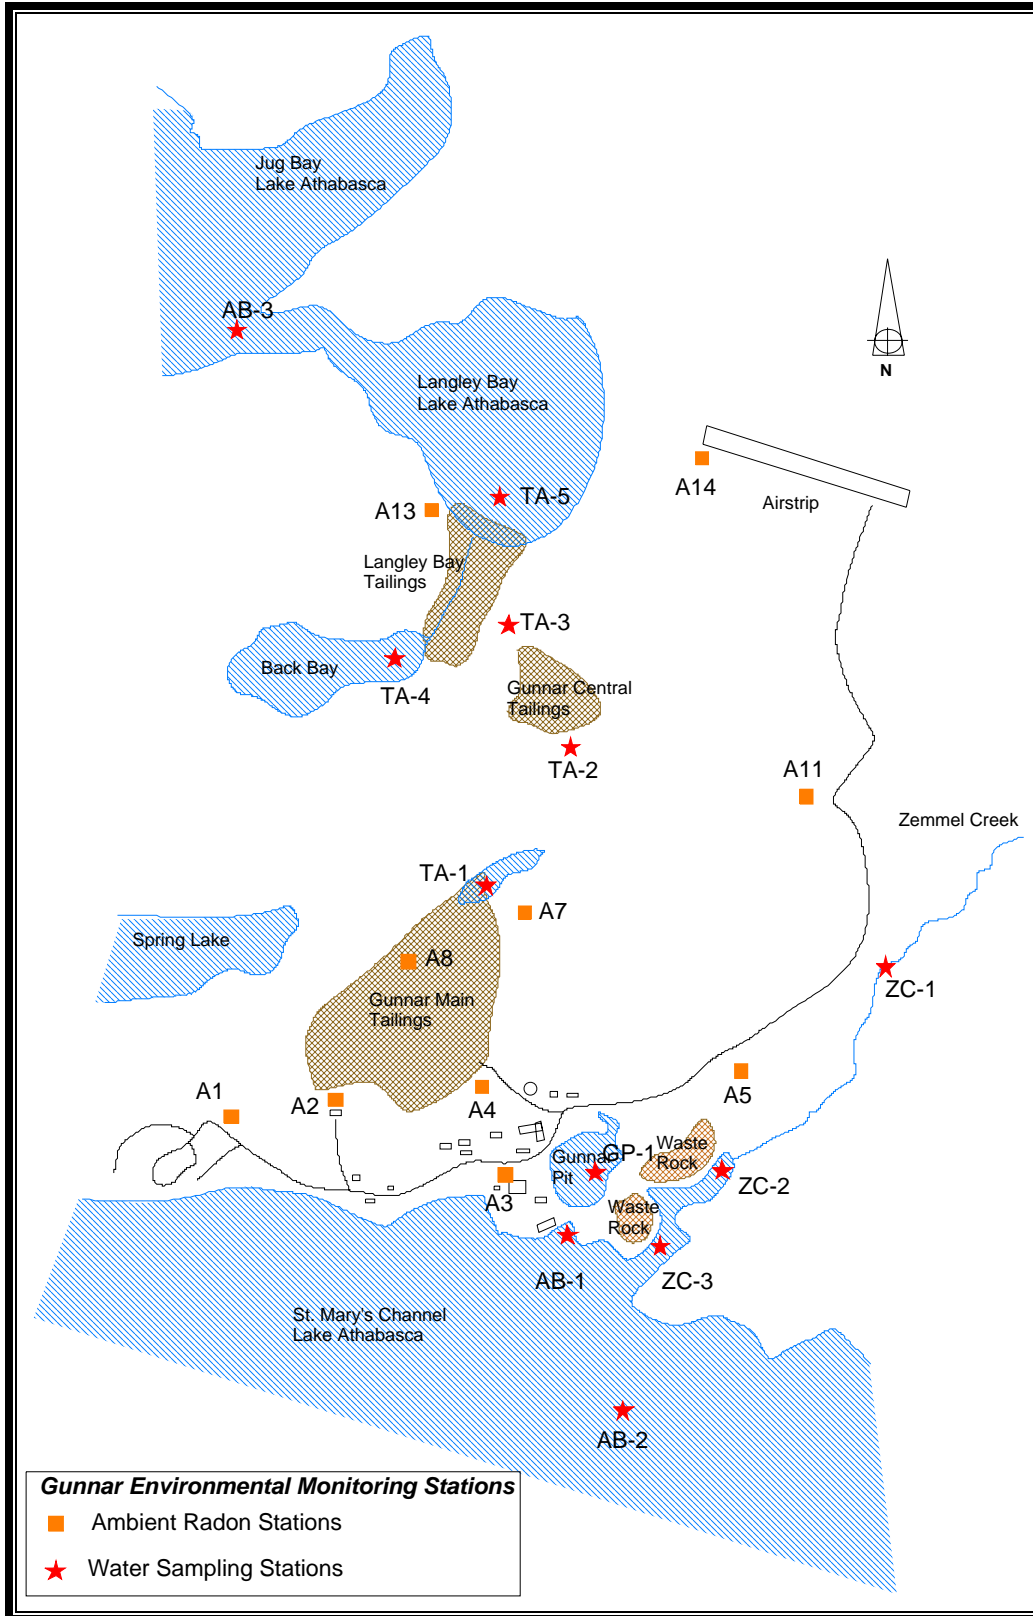 Jug Bay
Lake Athabasca
AB-3
N
Langley Bay
Lake Athabasca
A14
Airstrip
TA-5
A13
Langley Bay
Tailings
TA-3
Back Bay
TA-4
Gunnar Central
Tailings
TA-2
A11
Zemmel Creek
TA-1
A7
Spring Lake
A8
ZC-1
Gunnar Main
Tailings
A1
A2
A4
A5
GP-1
Gunnar
Pit
Waste
Rock
ZC-2
A3
Waste
Rock
AB-1
ZC-3
St. Mary's Channel
Lake Athabasca
AB-2
Gunnar Environmental Monitoring Stations
Ambient Radon Stations
Water Sampling Stations